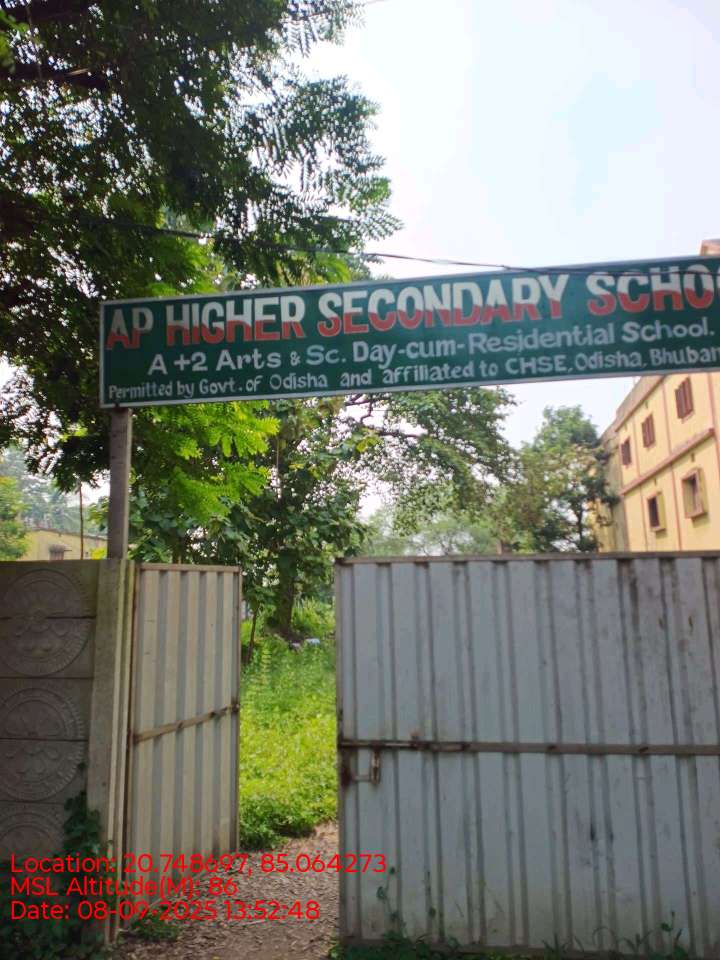 AP HIGHER SECONDARY SCHO
A +2 Arts & Sc. Day-cum-Residential School.
Permitted by Govt. of Odisha and affiliated to CHSE, Odisha, Bhuban
Location: 20.748697, 85.064273
MSL Altitude(M): 86
Date: 08-09-2025 13:52:48